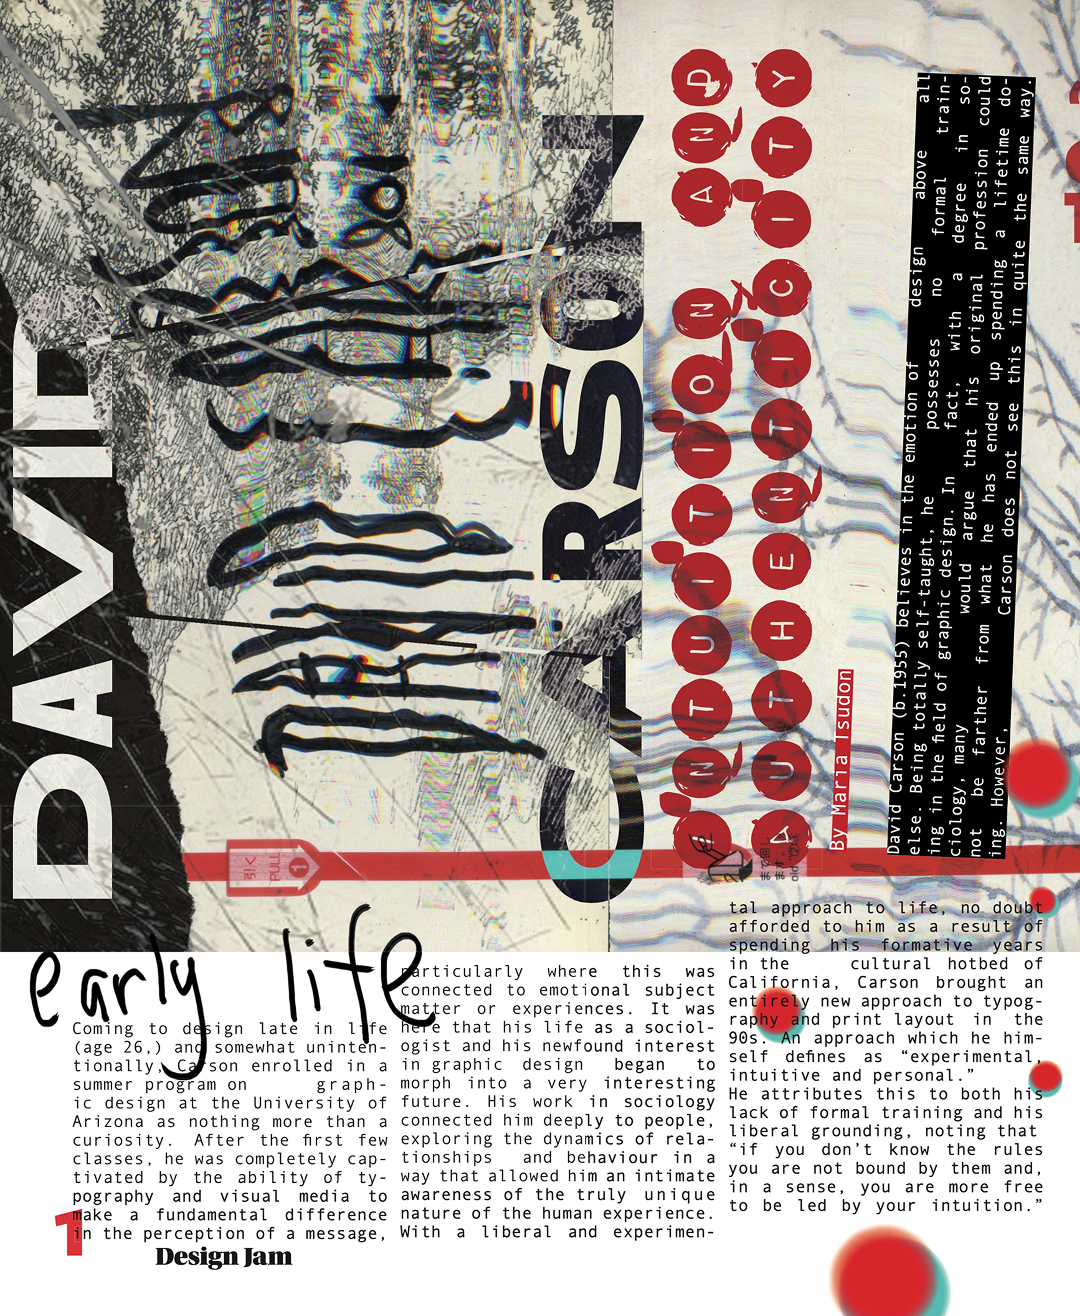 DAVID
CARSON
INTUITION AND
AUTHENTICITY
By Maria Tsudon
David Carson (b.1955) believes in the emotion of design above all
else. Being totally self-taught, he possesses no formal train-
ing in the field of graphic design. In fact, with a degree in so-
ciology, many would argue that his original profession could
not be farther from what he has ended up spending a lifetime do-
ing. However, Carson does not see this in quite the same way.
引く
PULL
1
early life
Coming to design late in life
(age 26,) and somewhat uninten-
tionally, Carson enrolled in a
summer program on graph-
ic design at the University of
Arizona as nothing more than a
curiosity. After the first few
classes, he was completely cap-
tivated by the ability of ty-
pography and visual media to
make a fundamental difference
in the perception of a message,
particularly where this was
connected to emotional subject
matter or experiences. It was
here that his life as a sociol-
ogist and his newfound interest
in graphic design began to
morph into a very interesting
future. His work in sociology
connected him deeply to people,
exploring the dynamics of rela-
tionships and behaviour in a
way that allowed him an intimate
awareness of the truly unique
nature of the human experience.
With a liberal and experimen-
tal approach to life, no doubt
afforded to him as a result of
spending his formative years
in the cultural hotbed of
California, Carson brought an
entirely new approach to typog-
raphy and print layout in the
90s. An approach which he him-
self defines as “experimental,
intuitive and personal.”
He attributes this to both his
lack of formal training and his
liberal grounding, noting that
“if you don’t know the rules
you are not bound by them and,
in a sense, you are more free
to be led by your intuition.”
1
Design Jam